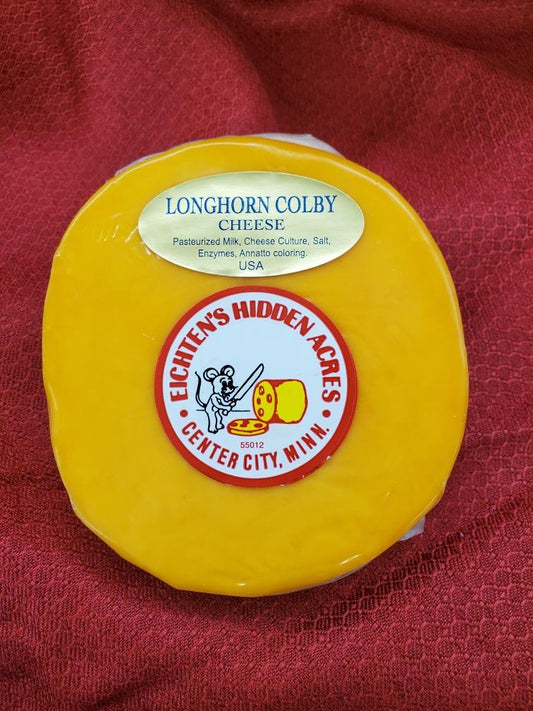 LONGHORN COLBY
CHEESE
Pasteurized Milk, Cheese Culture, Salt,
Enzymes, Annatto coloring.
USA
EICHTEN'S HIDDEN ACRES
55012
• CENTER CITY, MINN. •